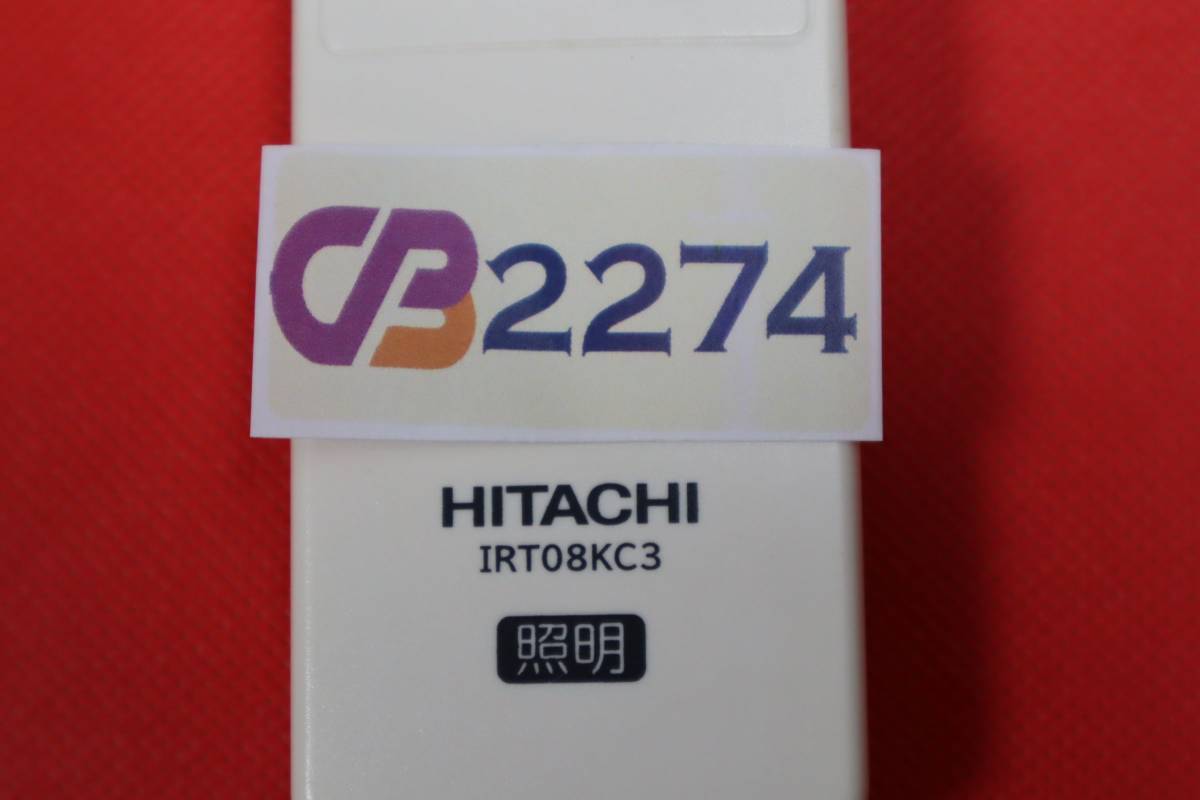 CB2274
HITACHI
IRT08KC3
照明